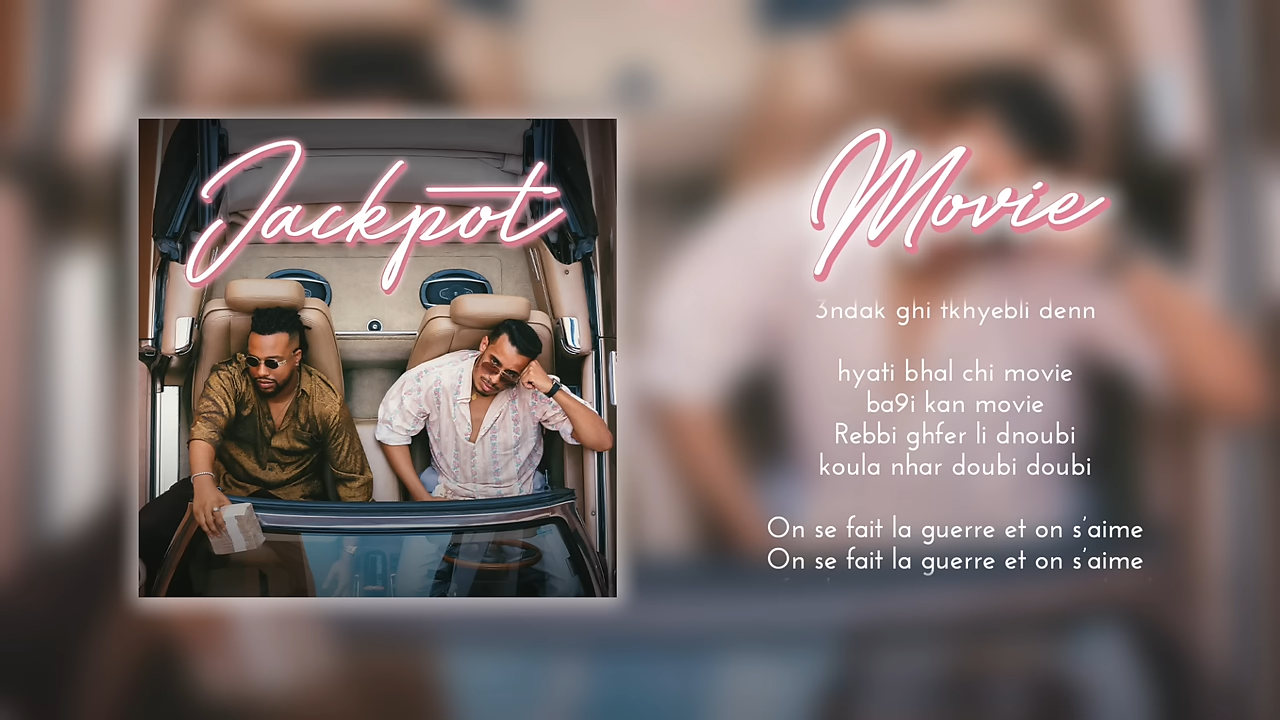 Jackpot
Movie
3ndak ghi tkhyebli denn
hyati bhal chi movie
ba9i kan movie
Rebbi ghfer li dnoubi
koula nhar doubi doubi
On se fait la guerre et on s'aime
On se fait la guerre et on s'aime